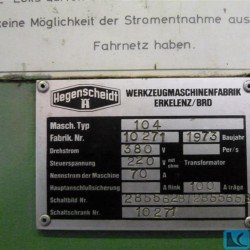 keine Möglichkeit der Stromentnahme aus
Fahrnetz haben.
Hegenscheidt
WERKZEUGMASCHINENFABRIK
ERKELENZ/BRD
Masch. Typ 104
Fabrik. Nr. 10271 1973 Baujahr
Drehstrom 380 V Per/s
Steuerspannung 220 V mit ohne Transformator
Nennstrom der Maschine 70 A
Hauptanschlußsicherung A flink 100 A träge
Schaltbild Nr.
Schaltschrank Nr. 10271